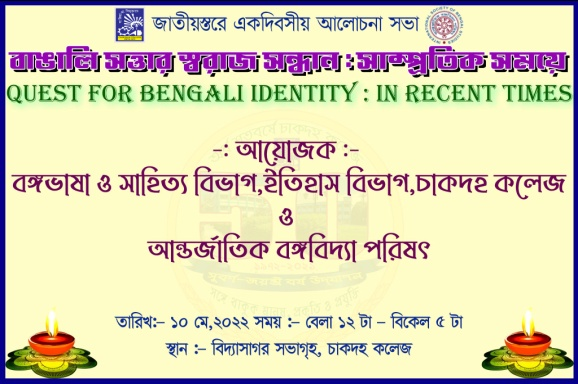 জাতীয়স্তরে একদিবসীয় আলোচনা সভা
বাঙালি সত্তার স্বরাজ সন্ধান : সাম্প্রতিক সময়ে
QUEST FOR BENGALI IDENTITY : IN RECENT TIMES
-: আয়োজক :-
বঙ্গভাষা ও সাহিত্য বিভাগ,ইতিহাস বিভাগ,চাকদহ কলেজ
ও
আন্তর্জাতিক বঙ্গবিদ্যা পরিষৎ
তারিখ:– ১০ মে,২০২২ সময় :– বেলা ১২ টা – বিকেল ৫ টা
স্থান :– বিদ্যাসাগর সভাগৃহ, চাকদহ কলেজ